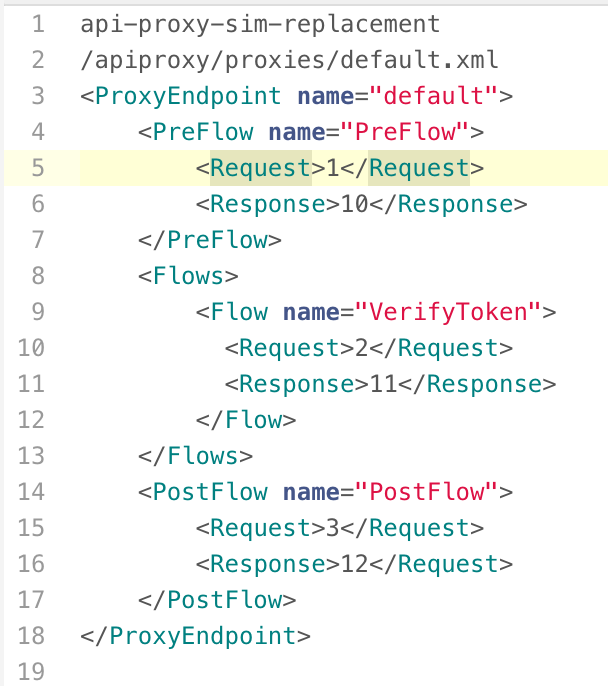 1 api-proxy-sim-replacement
2 /apiproxy/proxies/default.xml
3 <ProxyEndpoint name="default">
4 <PreFlow name="PreFlow">
5 <Request>1</Request>
6 <Response>10</Response>
7 </PreFlow>
8 <Flows>
9 <Flow name="VerifyToken">
10 <Request>2</Request>
11 <Response>11</Response>
12 </Flow>
13 </Flows>
14 <PostFlow name="PostFlow">
15 <Request>3</Request>
16 <Response>12</Request>
17 </PostFlow>
18 </ProxyEndpoint>
19